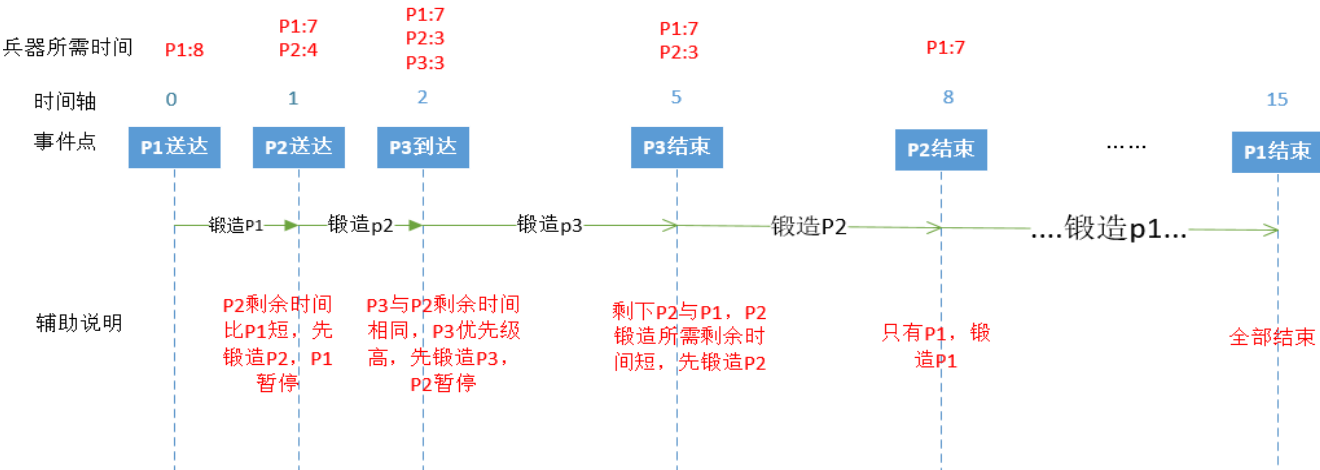 兵器所需时间
P1:8
P1:7
P2:4
P1:7
P2:3
P3:3
P1:7
P2:3
P1:7
时间轴
0
1
2
5
8
15
事件点
P1送达
P2送达
P3到达
P3结束
P2结束
……
P1结束
锻造P1
锻造p2
锻造p3
锻造P2
....锻造p1...
辅助说明
P2剩余时间
比P1短，先
锻造P2，P1
暂停
P3与P2剩余时间
相同，P3优先级
高，先锻造P3，
P2暂停
剩下P2与P1，P2
锻造所需剩余时
间短，先锻造P2
只有P1，锻
造P1
全部结束